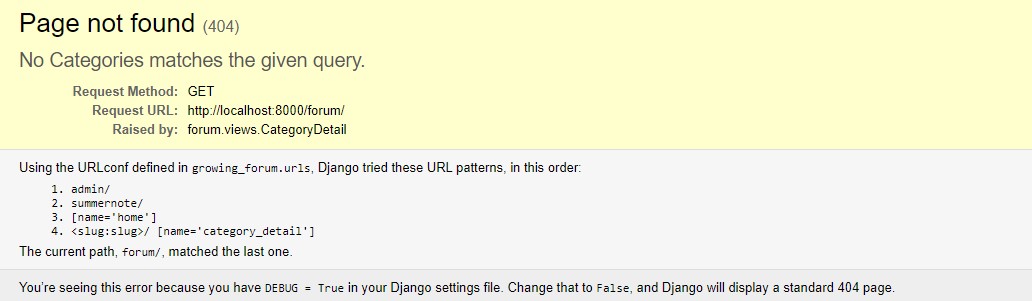 Page not found (404)
No Categories matches the given query.
Request Method: GET
Request URL: http://localhost:8000/forum/
Raised by: forum.views.CategoryDetail
Using the URLconf defined in growing_forum.urls, Django tried these URL patterns, in this order:
1. admin/
2. summernote/
3. [name='home']
4. <slug:slug>/ [name='category_detail']
The current path, forum/, matched the last one.
You're seeing this error because you have DEBUG = True in your Django settings file. Change that to False, and Django will display a standard 404 page.